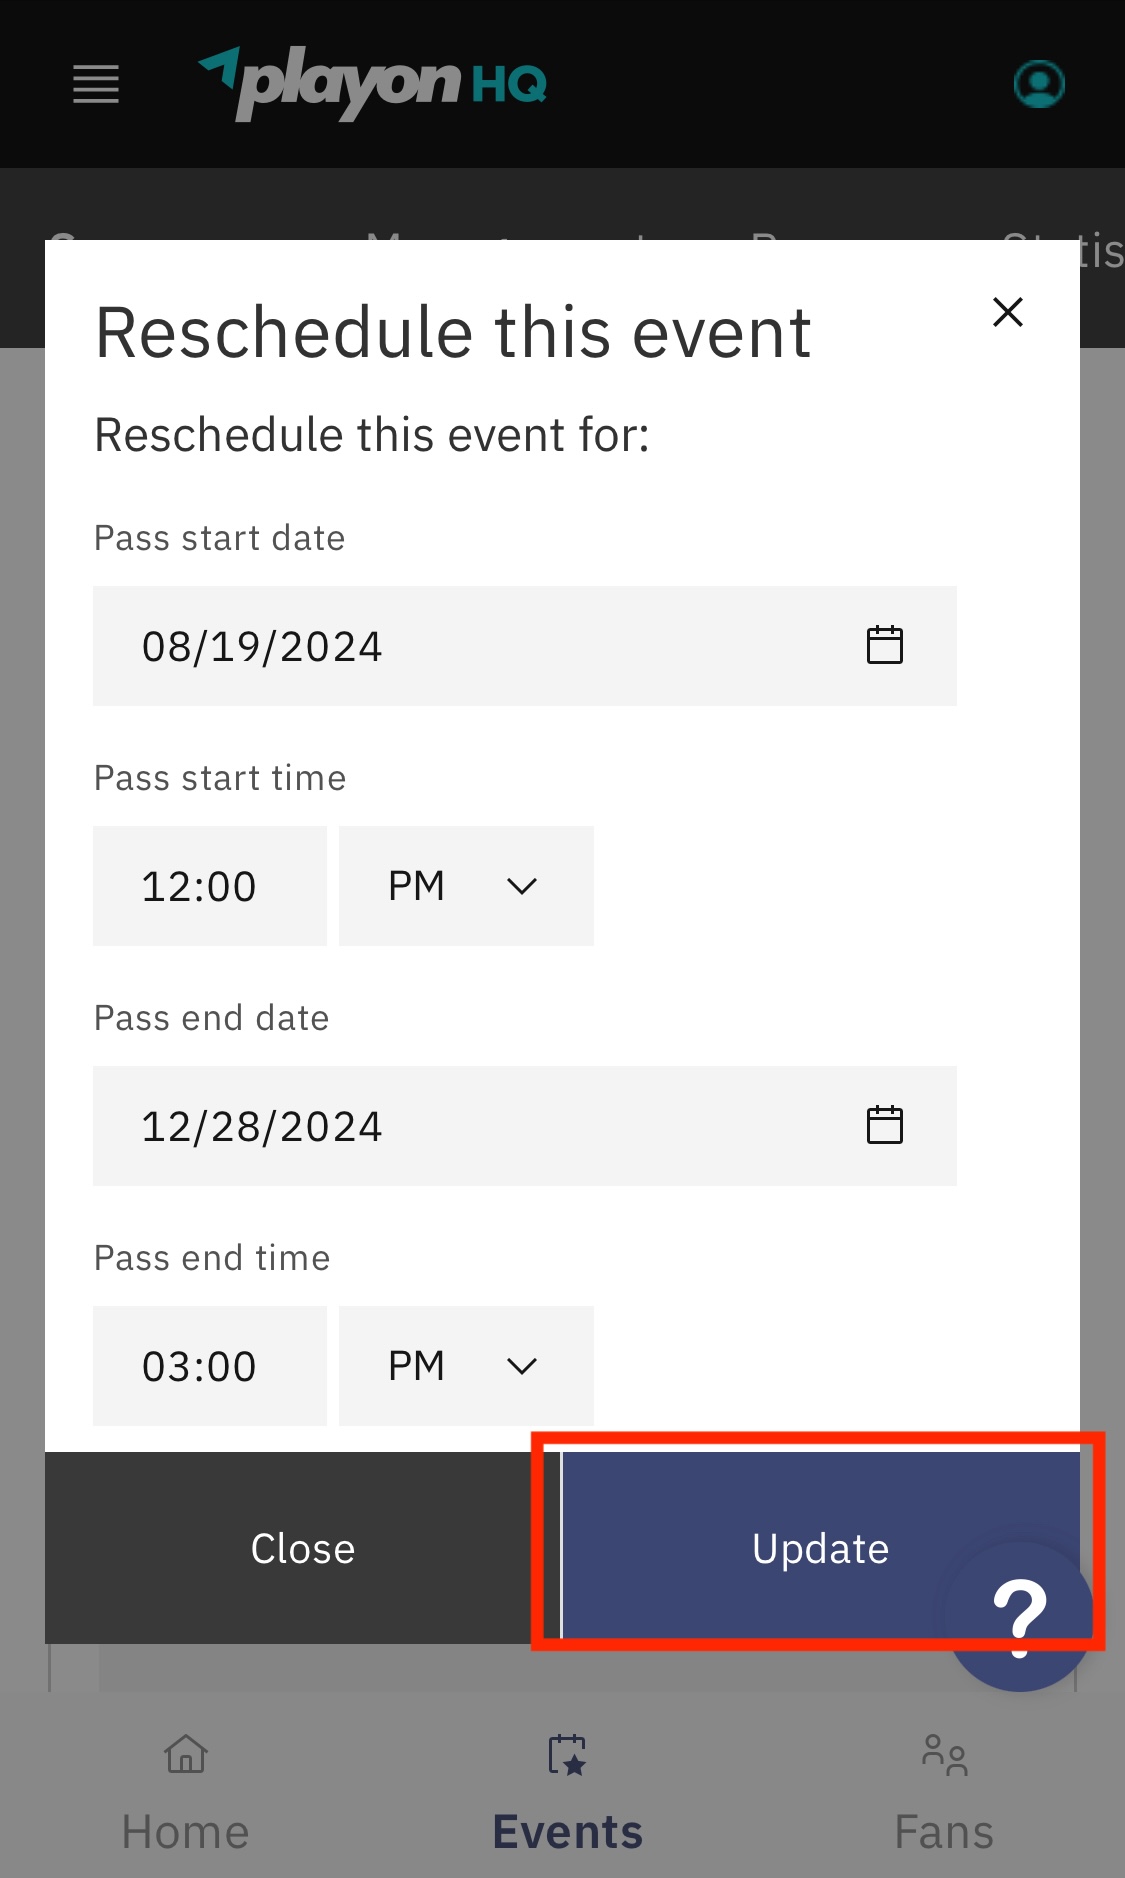 playon HQ
Reschedule this event
Reschedule this event for:
Pass start date
08/19/2024
Pass start time
12:00 PM
Pass end date
12/28/2024
Pass end time
03:00 PM
Close Update
?
Home Events Fans